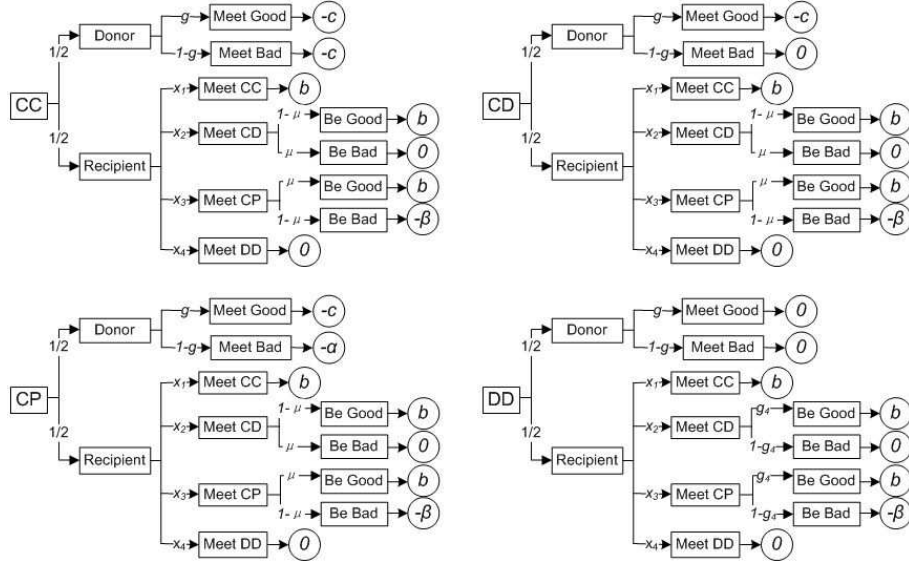 CC
1/2
1/2
Donor
g
Meet Good
-c
1-g
Meet Bad
-c
Recipient
x1
Meet CC
b
x2
Meet CD
1- μ
Be Good
b
μ
Be Bad
0
x3
Meet CP
μ
Be Good
b
1- μ
Be Bad
-β
x4
Meet DD
0
CD
1/2
1/2
Donor
g
Meet Good
-c
1-g
Meet Bad
0
Recipient
x1
Meet CC
b
x2
Meet CD
1- μ
Be Good
b
μ
Be Bad
0
x3
Meet CP
μ
Be Good
b
1- μ
Be Bad
-β
x4
Meet DD
0
CP
1/2
1/2
Donor
g
Meet Good
-c
1-g
Meet Bad
-α
Recipient
x1
Meet CC
b
x2
Meet CD
1- μ
Be Good
b
μ
Be Bad
0
x3
Meet CP
μ
Be Good
b
1- μ
Be Bad
-β
x4
Meet DD
0
DD
1/2
1/2
Donor
g
Meet Good
0
1-g
Meet Bad
0
Recipient
x1
Meet CC
b
x2
Meet CD
g4
Be Good
b
1-g4
Be Bad
0
x3
Meet CP
g4
Be Good
b
1-g4
Be Bad
-β
x4
Meet DD
0